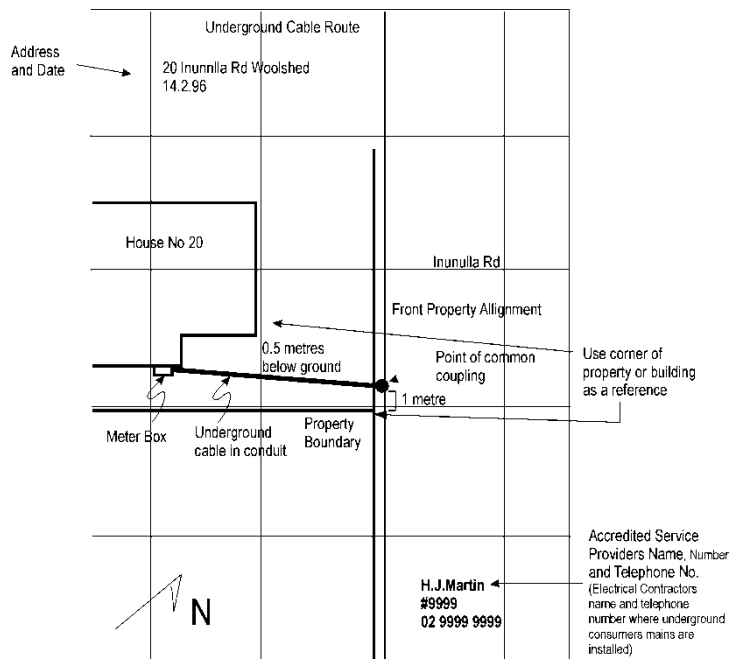 Underground Cable Route
Address
and Date
20 Inunnlla Rd Woolshed
14.2.96
House No 20
Inunulla Rd
Front Property Allignment
0.5 metres
below ground
Point of common
coupling
Use corner of
property or building
as a reference
1 metre
Meter Box
Underground
cable in conduit
Property
Boundary
Accredited Service
Providers Name, Number
and Telephone No.
(Electrical Contractors
name and telephone
number where underground
consumers mains are
installed)
H.J.Martin
#9999
02 9999 9999
N